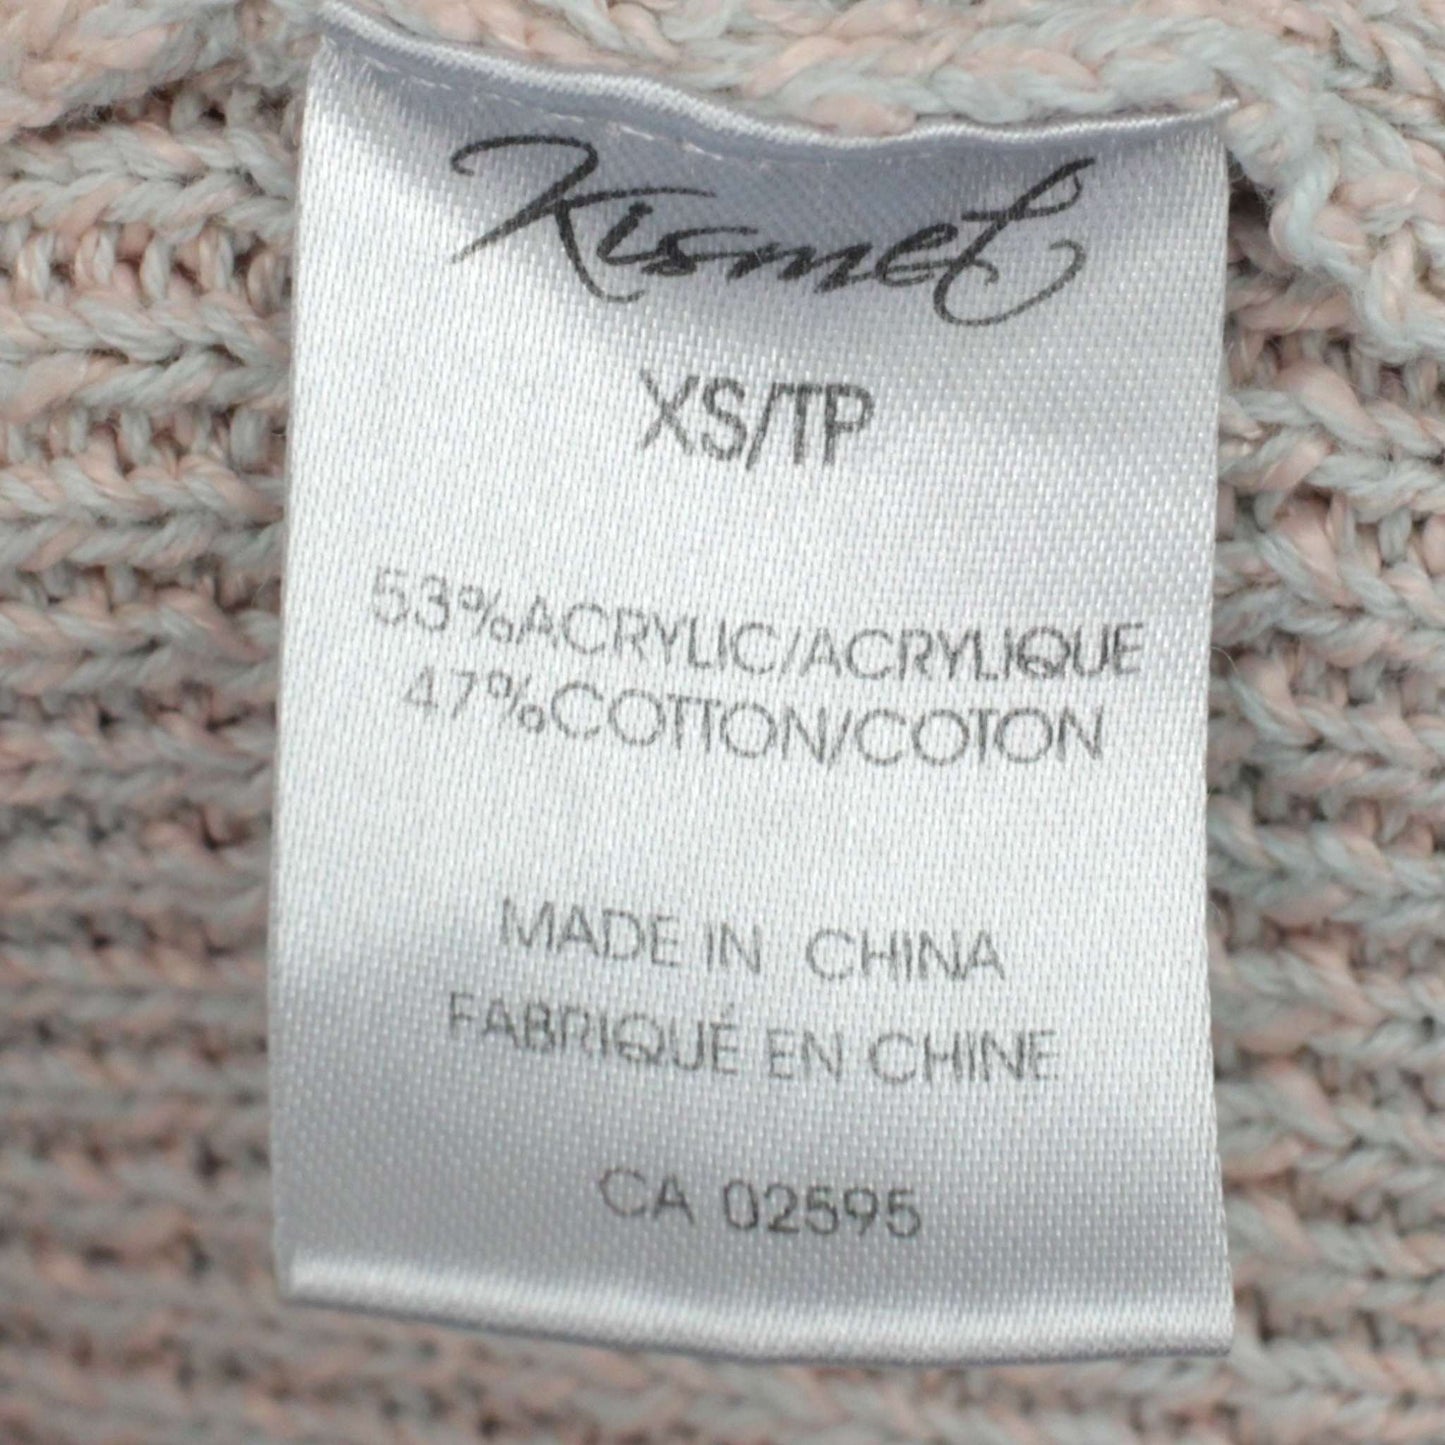 Kismet
XS/TP
53%ACRYLIC/ACRYLIQUE
47%COTTON/COTON
MADE IN CHINA
FABRIQUÉ EN CHINE
CA 02595